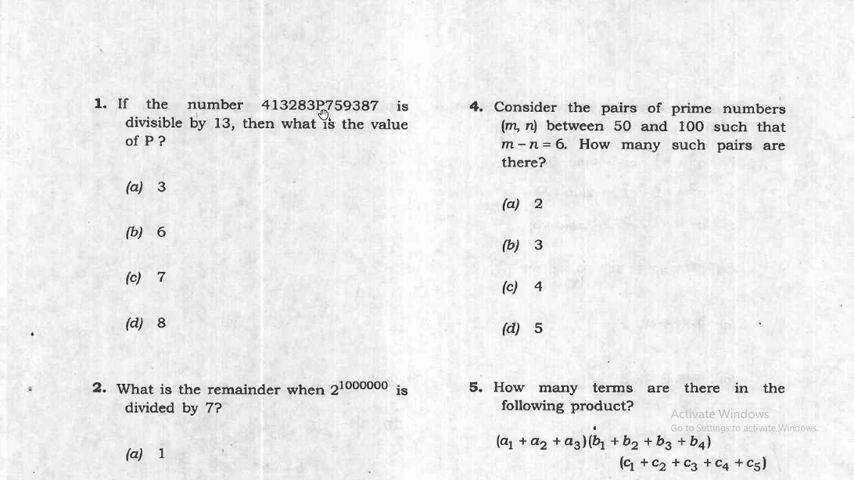 1. If the number 413283P759387 is
divisible by 13, then what is the value
of P ?
(a) 3
(b) 6
(c) 7
(d) 8
2. What is the remainder when 2^1000000 is
divided by 7?
(a) 1
4. Consider the pairs of prime numbers
(m, n) between 50 and 100 such that
m – n = 6. How many such pairs are
there?
(a) 2
(b) 3
(c) 4
(d) 5
5. How many terms are there in the
following product?
(a₁ + a₂ + a₃)(b₁ + b₂ + b₃ + b₄)
(c₁ + c₂ + c₃ + c₄ + c₅)
Activate Windows
Go to Settings to activate Windows.